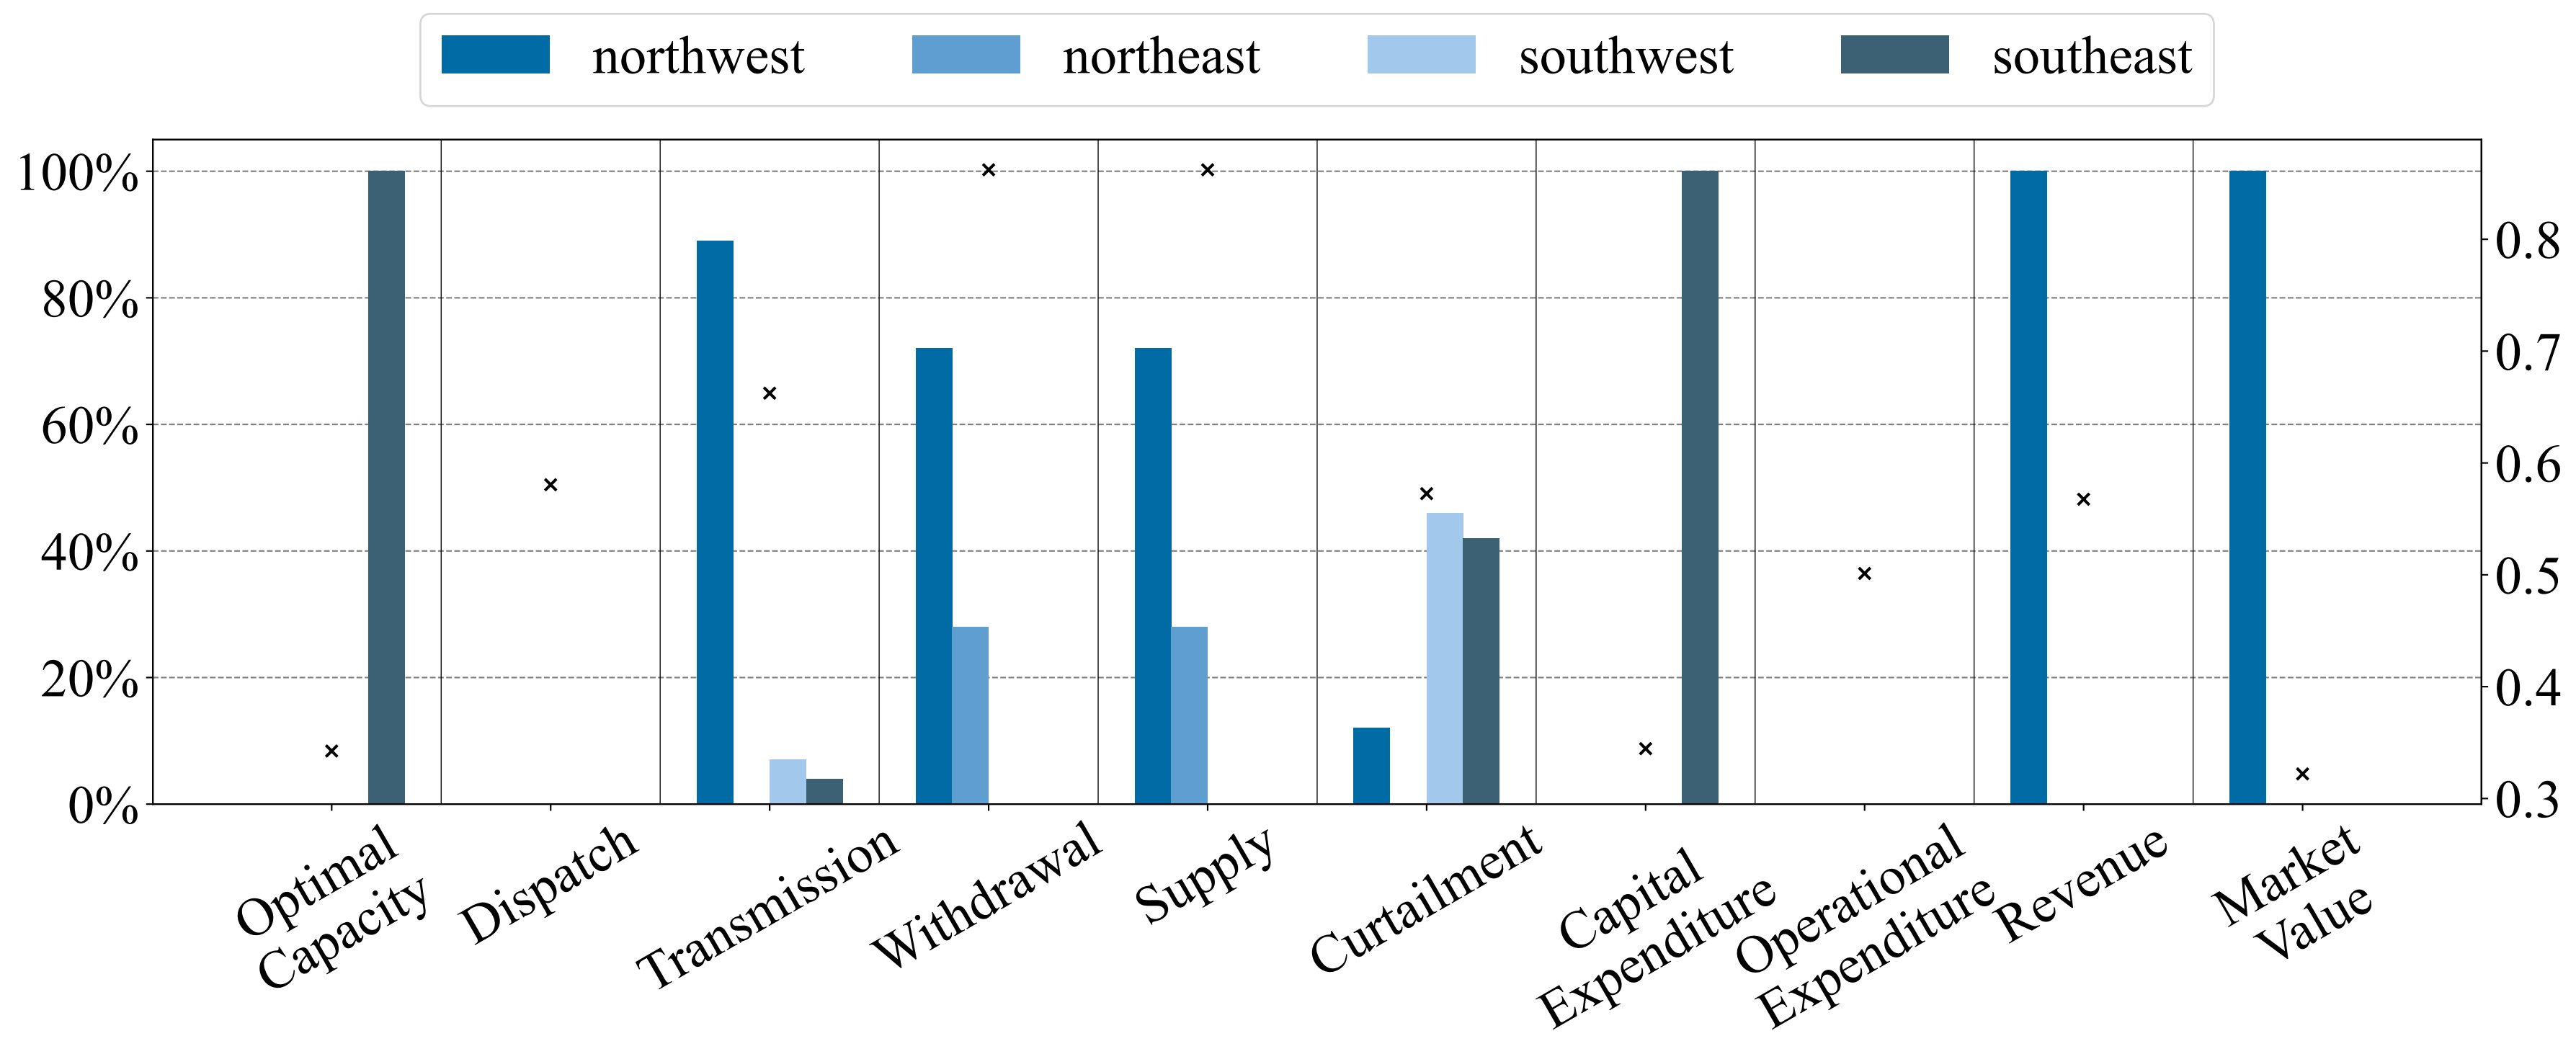 northwest northeast southwest southeast
100%
80%
60%
40%
20%
0%
0.8
0.7
0.6
0.5
0.4
0.3
Optimal
Capacity
Dispatch
Transmission
Withdrawal
Supply
Curtailment
Capital
Expenditure
Operational
Expenditure
Revenue
Market
Value